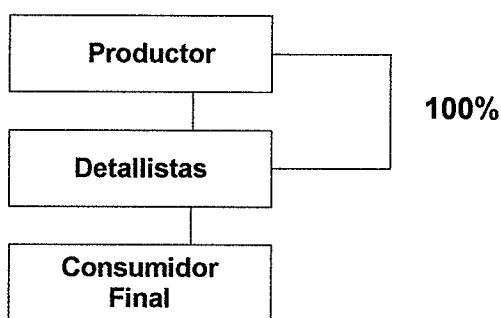 Productor
100%
Detallistas
Consumidor
Final